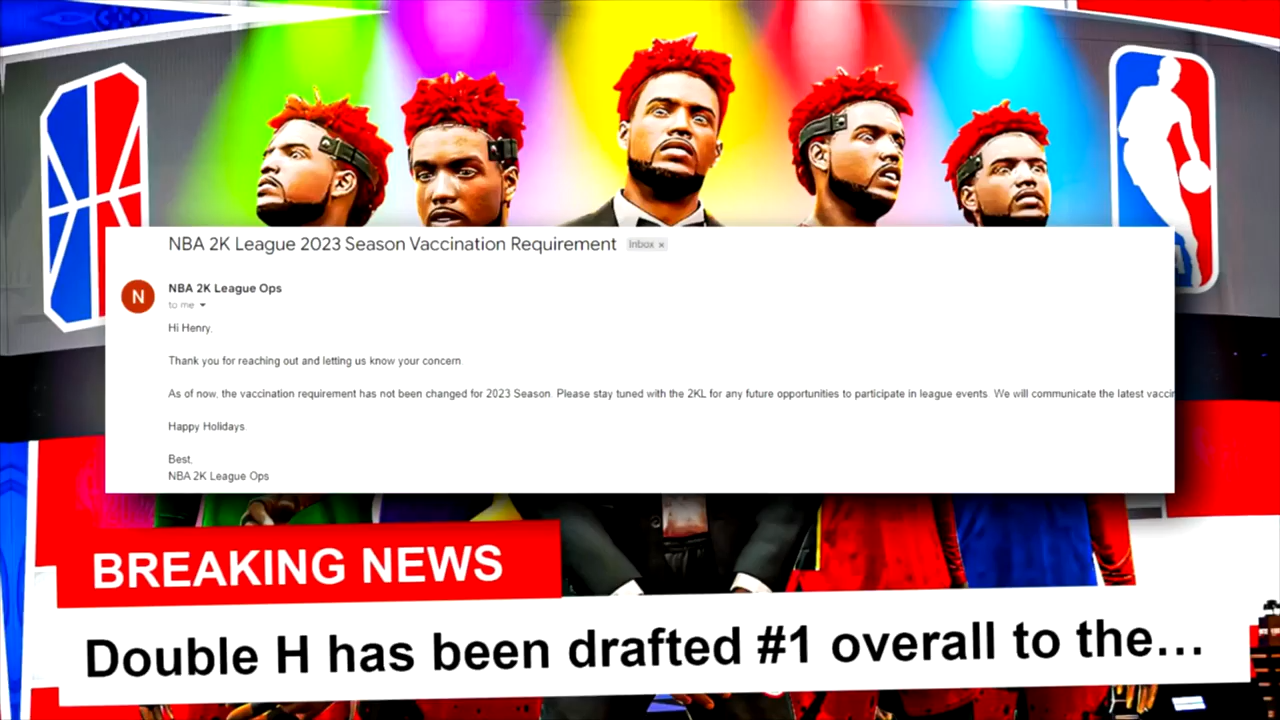 NBA 2K League 2023 Season Vaccination Requirement Inbox x
N
NBA 2K League Ops
to me
Hi Henry,
Thank you for reaching out and letting us know your concern
As of now, the vaccination requirement has not been changed for 2023 Season. Please stay tuned with the 2KL for any future opportunities to participate in league events. We will communicate the latest
Happy Holidays
Best,
NBA 2K League Ops
BREAKING NEWS
Double H has been drafted #1 overall to the...